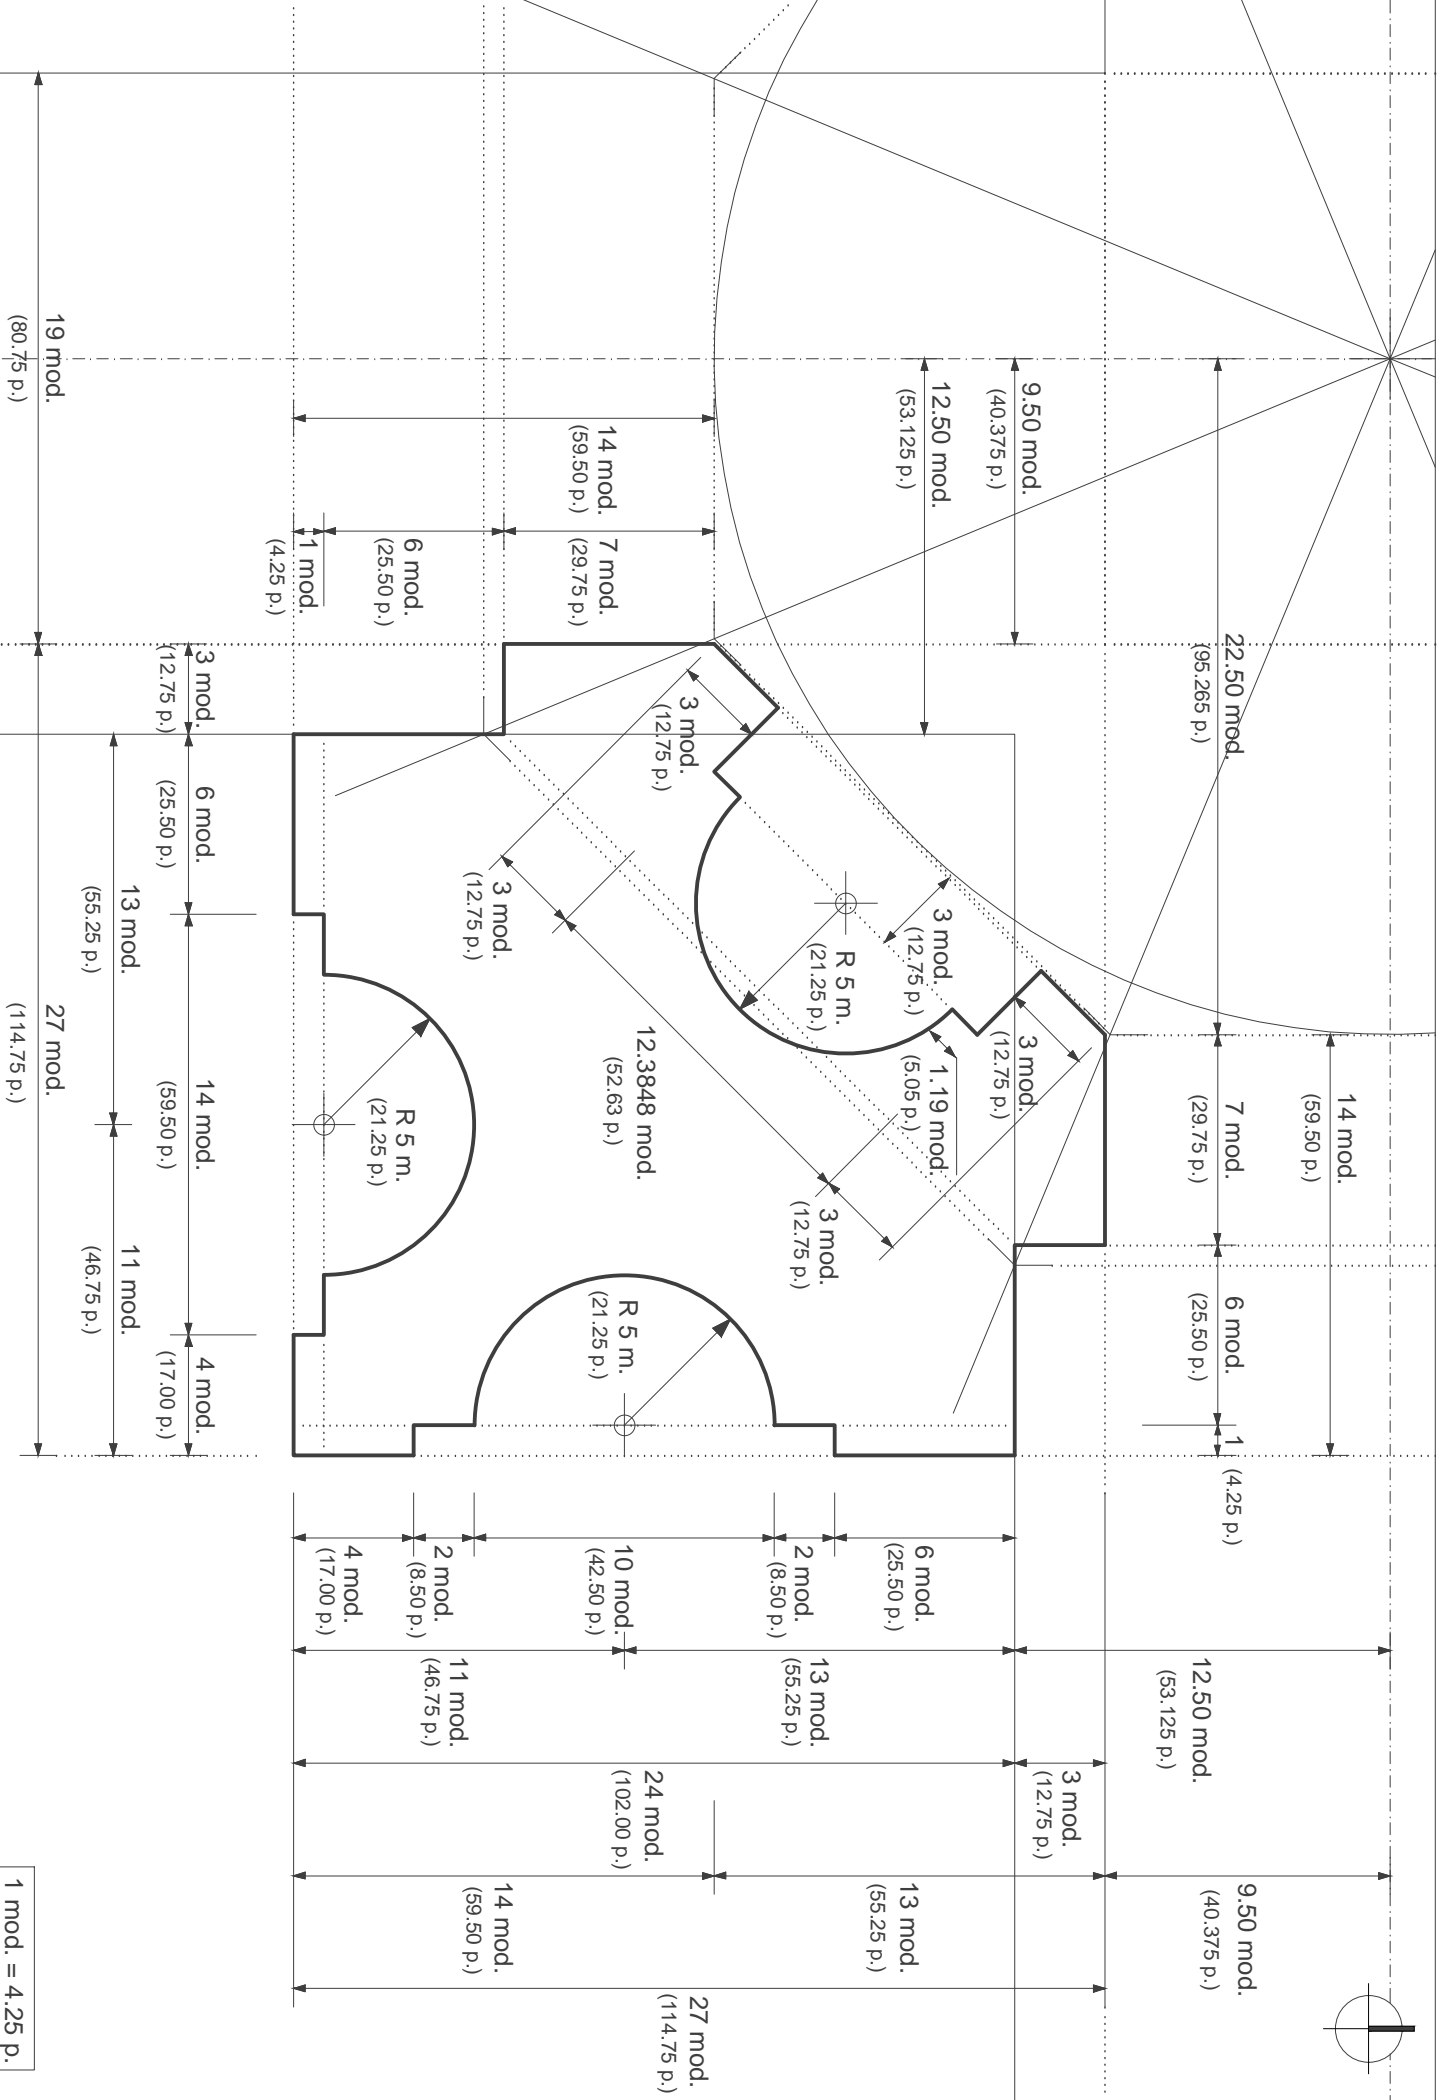 22.50 mod.
(95.265 p.)
14 mod.
(59.50 p.)
7 mod.
(29.75 p.)
6 mod.
(25.50 p.)
1
(4.25 p.)
9.50 mod.
(40.375 p.)
12.50 mod.
(53.125 p.)
14 mod.
(59.50 p.)
7 mod.
(29.75 p.)
6 mod.
(25.50 p.)
1 mod.
(4.25 p.)
3 mod.
(12.75 p.)
3 mod.
(12.75 p.)
R 5 m.
(21.25 p.)
3 mod.
(12.75 p.)
1.19 mod.
(5.05 p.)
3 mod.
(12.75 p.)
12.3848 mod.
(52.63 p.)
3 mod.
(12.75 p.)
R 5 m.
(21.25 p.)
R 5 m.
(21.25 p.)
3 mod.
(12.75 p.)
6 mod.
(25.50 p.)
14 mod.
(59.50 p.)
4 mod.
(17.00 p.)
13 mod.
(55.25 p.)
11 mod.
(46.75 p.)
19 mod.
(80.75 p.)
27 mod.
(114.75 p.)
6 mod.
(25.50 p.)
2 mod.
(8.50 p.)
10 mod.
(42.50 p.)
2 mod.
(8.50 p.)
4 mod.
(17.00 p.)
12.50 mod.
(53.125 p.)
13 mod.
(55.25 p.)
11 mod.
(46.75 p.)
3 mod.
(12.75 p.)
24 mod.
(102.00 p.)
9.50 mod.
(40.375 p.)
13 mod.
(55.25 p.)
14 mod.
(59.50 p.)
27 mod.
(114.75 p.)
1 mod. = 4.25 p.